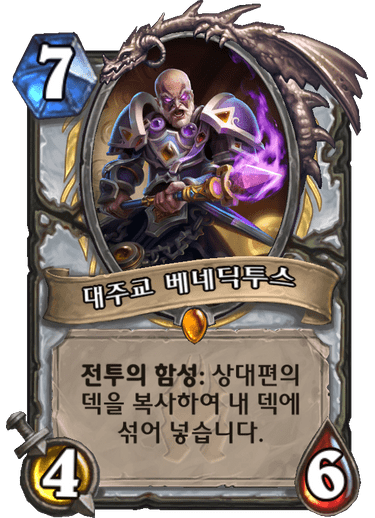 7
대주교 베네딕투스
전투의 함성: 상대편의
덱을 복사하여 내 덱에
섞어 넣습니다.
4
6